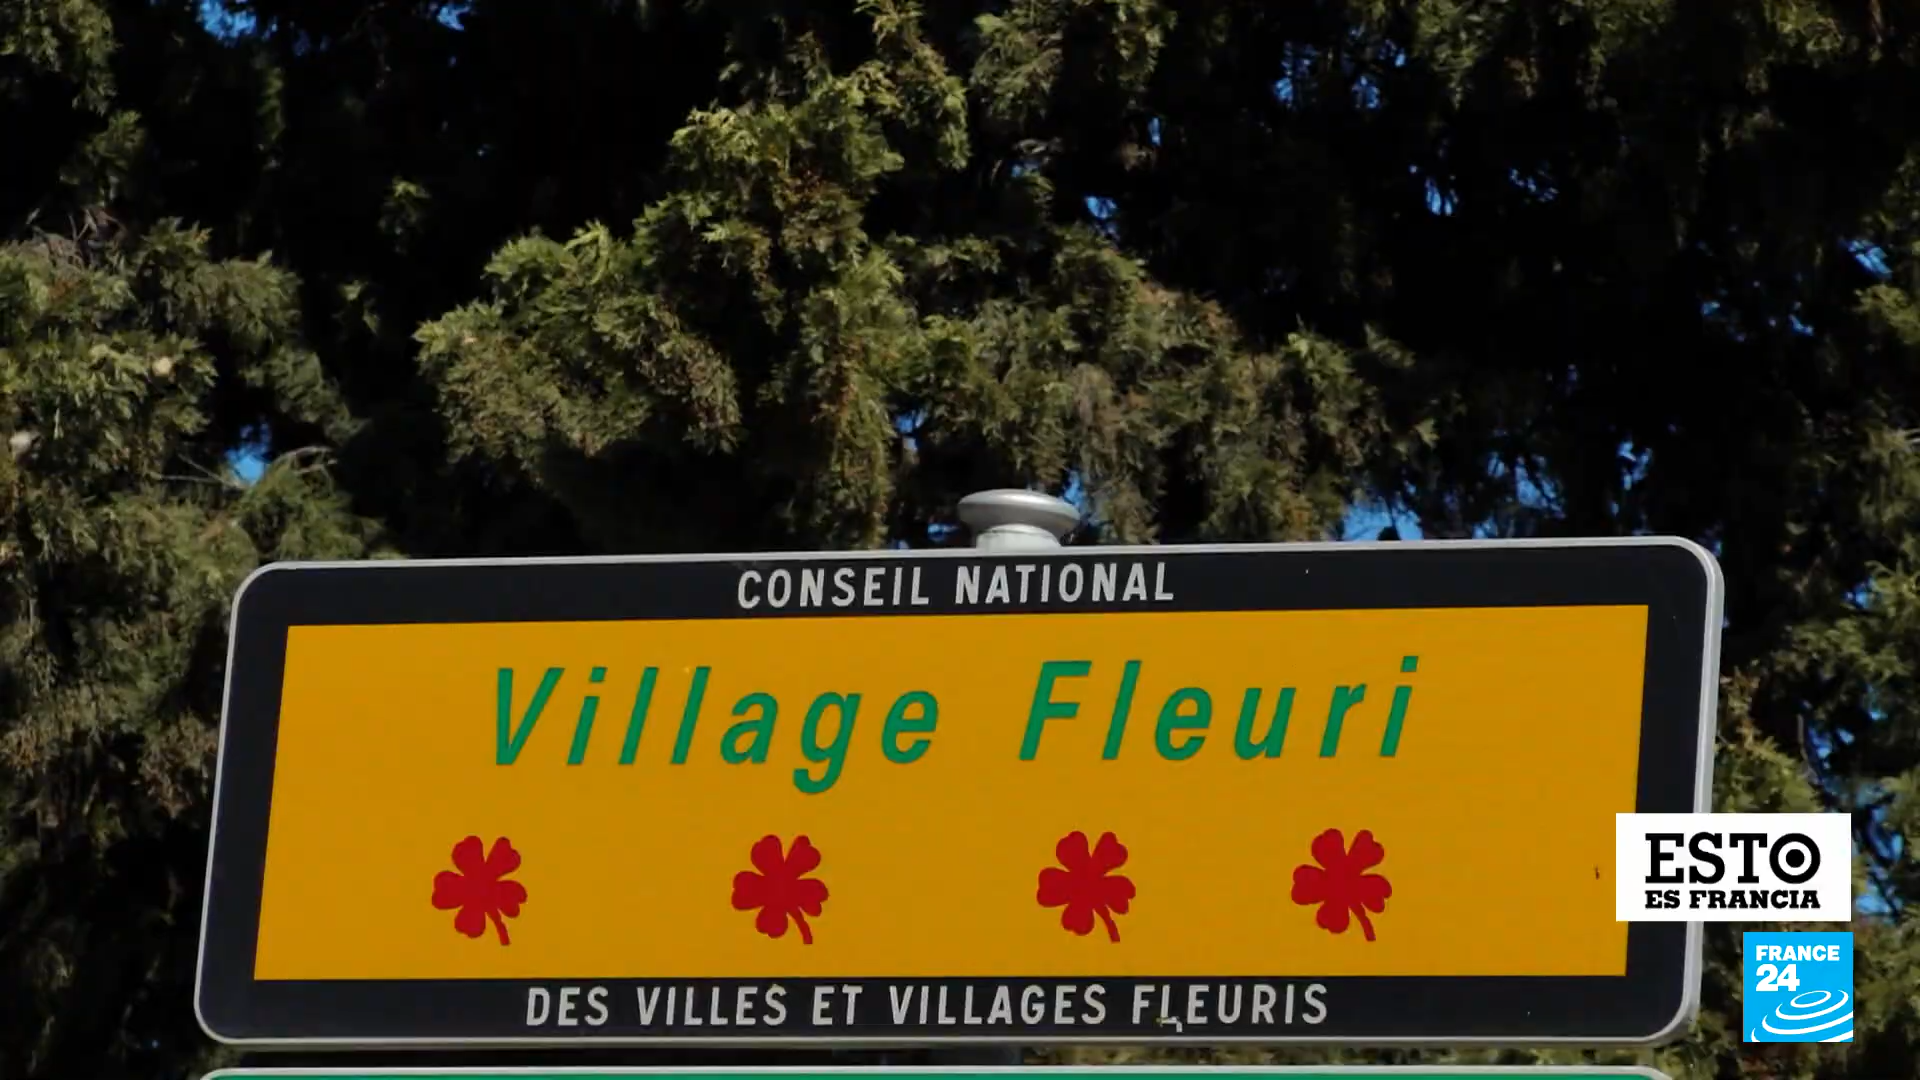 CONSEIL NATIONAL
Village Fleuri
DES VILLES ET VILLAGES FLEURIS
ESTO
ES FRANCIA
FRANCE
24